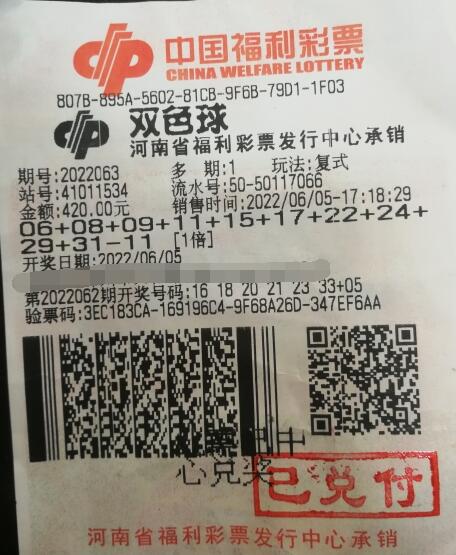 中国福利彩票
CHINA WELFARE LOTTERY
807B-895A-5602-81CB-9F6B-79D1-1F03
双色球
河南省福利彩票发行中心承销
期号:2022063 多 期:1 玩法:复式
站号:41011534 流水号:50-50117066
金额:420.00元 销售时间:2022/06/05-17:18:29
06+08+09+11+15+17+22+24+
29+31-11 [1倍]
开奖日期:2022/06/05
第2022062期开奖号码:16 18 20 21 23 33+05
验票码:3EC183CA-169196C4-9F68A26D-347EF6AA
中
心兑奖
已兑付
河南省福利彩票发行中心承销